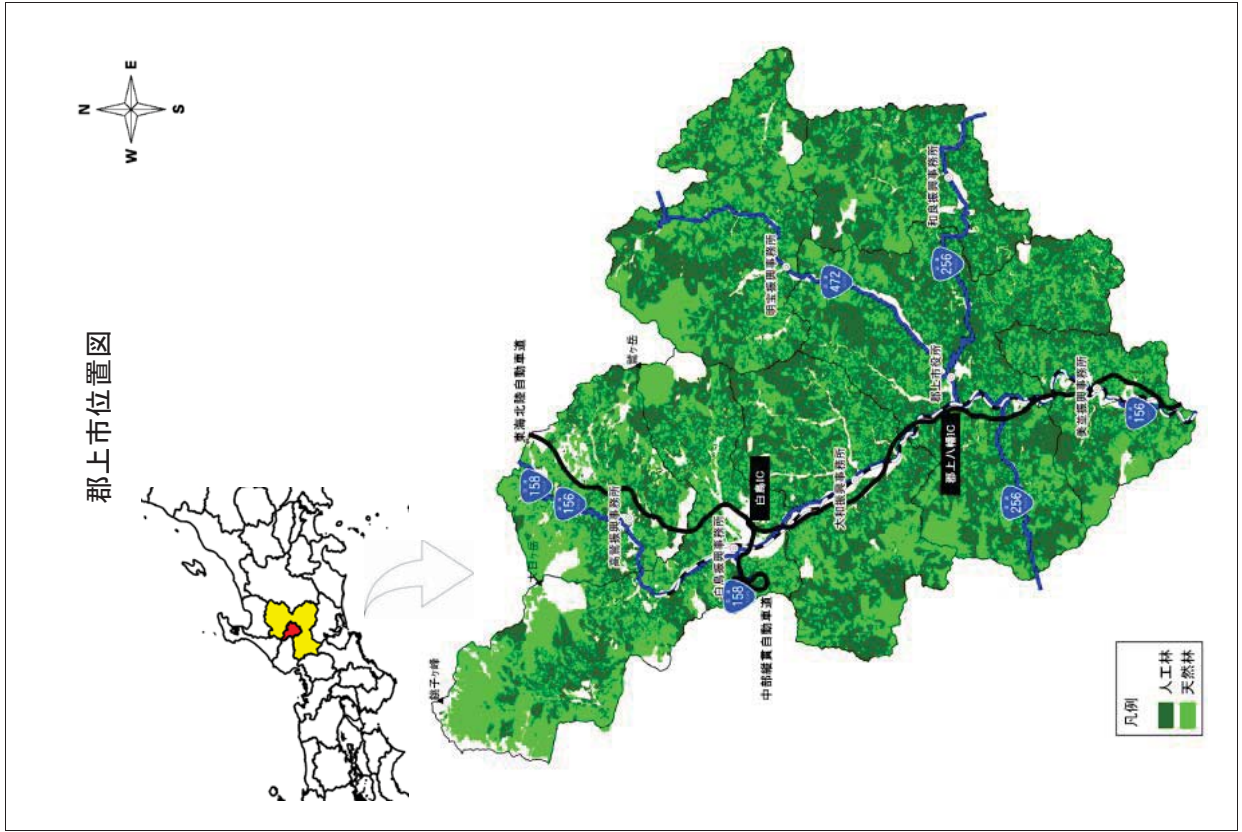 郡上市位置図
N
E
S
W
銚子ヶ峰
東海北陸自動車道
鷲ヶ岳
158
156
高鷲振興事務所
白鳥振興事務所
158
中部縦貫自動車道
白鳥IC
大和振興事務所
明宝振興事務所
472
和良振興事務所
256
郡上市役所
郡上八幡IC
256
美並振興事務所
156
凡例
人工林
天然林